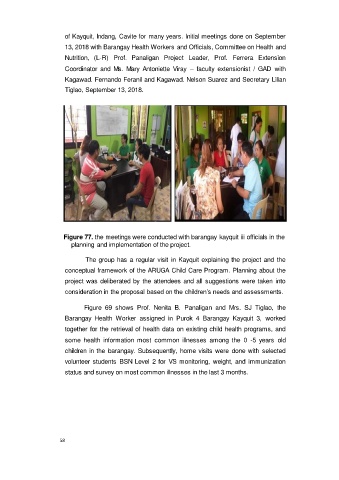 of Kayquit, Indang, Cavite for many years. Initial meetings done on September
13, 2018 with Barangay Health Workers and Officials, Committee on Health and
Nutrition, (L-R) Prof. Panaligan Project Leader, Prof. Ferrera Extension
Coordinator and Ms. Mary Antoniette Viray – faculty extensionist / GAD with
Kagawad. Fernando Feranil and Kagawad. Nelson Suarez and Secretary Lilian
Tiglao, September 13, 2018.
Figure 77. the meetings were conducted with barangay kayquit iii officials in the
planning and implementation of the project.
The group has a regular visit in Kayquit explaining the project and the
conceptual framework of the ARUGA Child Care Program. Planning about the
project was deliberated by the attendees and all suggestions were taken into
consideration in the proposal based on the children's needs and assessments.
Figure 69 shows Prof. Nenita B. Panaligan and Mrs. SJ Tiglao, the
Barangay Health Worker assigned in Purok 4 Barangay Kayquit 3, worked
together for the retrieval of health data on existing child health programs, and
some health information most common illnesses among the 0 -5 years old
children in the barangay. Subsequently, home visits were done with selected
volunteer students BSN Level 2 for VS monitoring, weight, and immunization
status and survey on most common illnesses in the last 3 months.
58